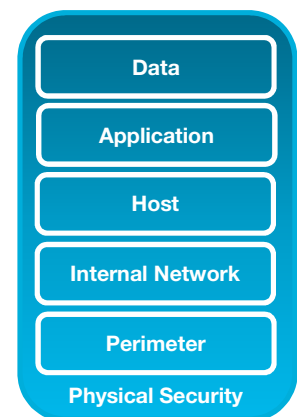 Data
Application
Host
Internal Network
Perimeter
Physical Security